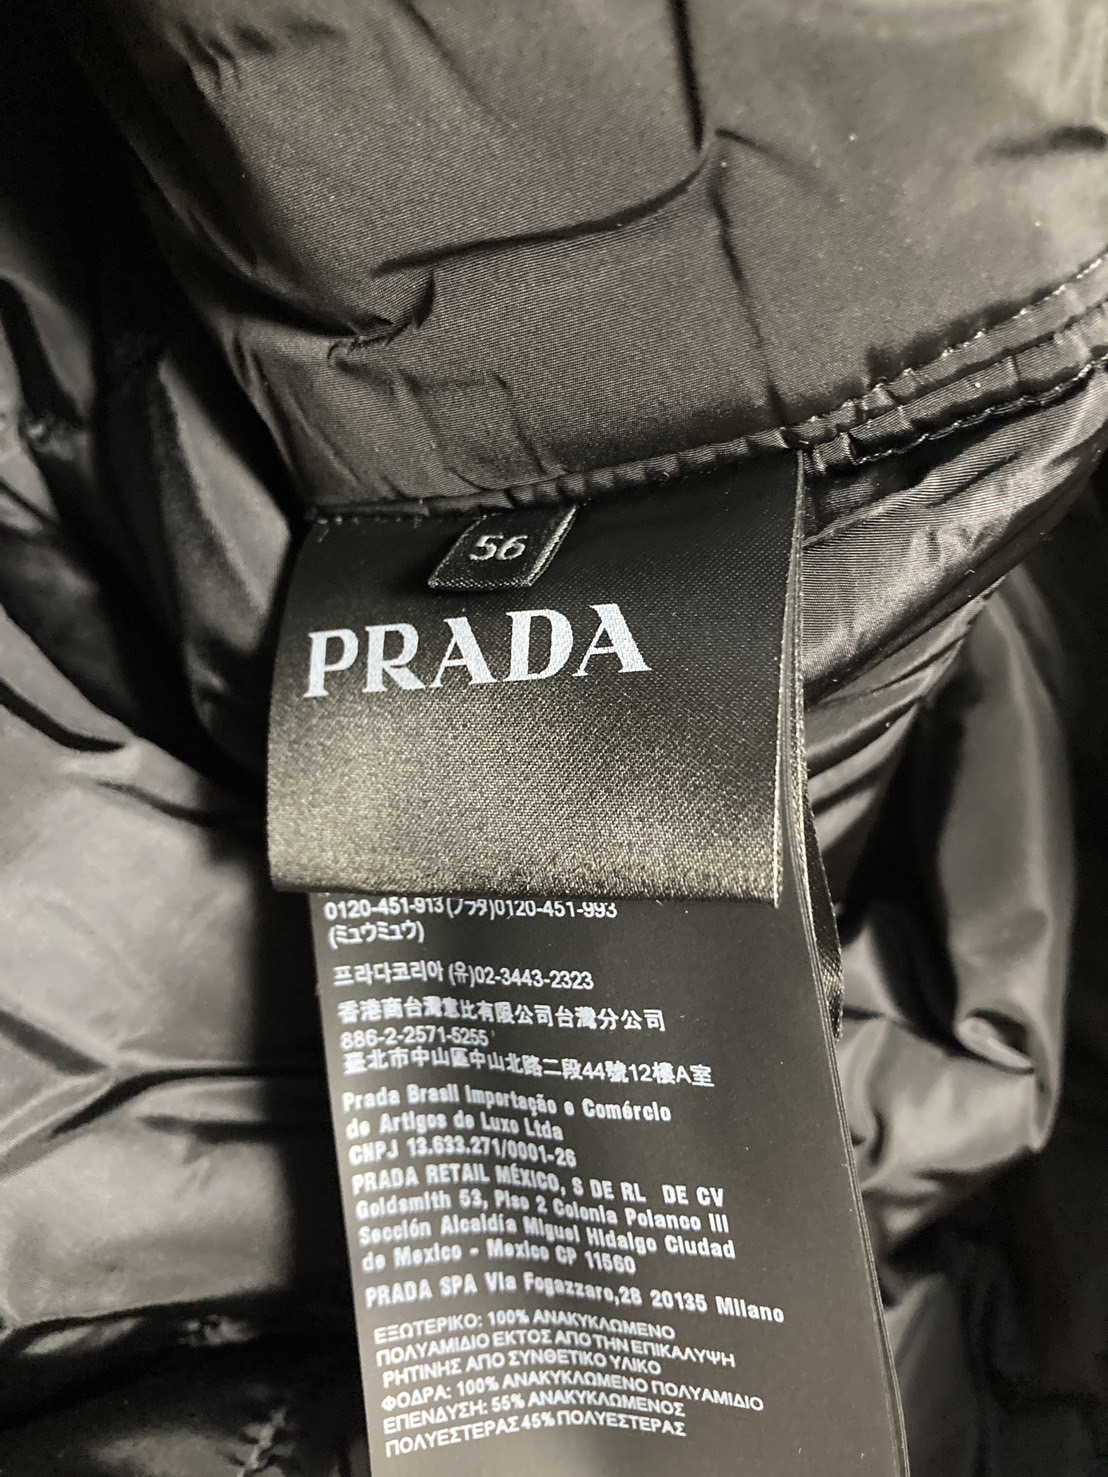 56
PRADA
0120-451-913(プラダ)0120-451-993
(ミュウミュウ)
프라다코리아 (유)02-3443-2323
香港商台灣惠比有限公司台灣分公司
886-2-2571-5255
臺北市中山區中山北路二段44號12樓A室
Prada Brasil Importação e Comércio
de Artigos de Luxo Ltda
CNPJ 13.633.271/0001-26
PRADA RETAIL MÉXICO, S DE RL DE CV
Goldsmith 53, Piso 2 Colonia Polanco III
Sección Alcaldía Miguel Hidalgo Ciudad
de Mexico - Mexico CP 11560
PRADA SPA Via Fogazzaro,28 20135 Milano
ΕΞΩΤΕΡΙΚΟ: 100% ΑΝΑΚΥΚΛΩΜΕΝΟ
ΠΟΛΥΑΜΙΔΙΟ ΕΚΤΟΣ ΑΠΟ ΤΗΝ ΕΠΙΚΑΛΥΨΗ
ΡΗΤΙΝΗΣ ΑΠΟ ΣΥΝΘΕΤΙΚΟ ΥΛΙΚΟ
ΦΟΔΡΑ: 100% ΑΝΑΚΥΚΛΩΜΕΝΟ ΠΟΛΥΑΜΙΔΙΟ
ΕΠΕΝΔΥΣΗ: 55% ΑΝΑΚΥΚΛΩΜΕΝΟΣ
ΠΟΛΥΕΣΤΕΡΑΣ 45% ΠΟΛΥΕΣΤΕΡΑΣ